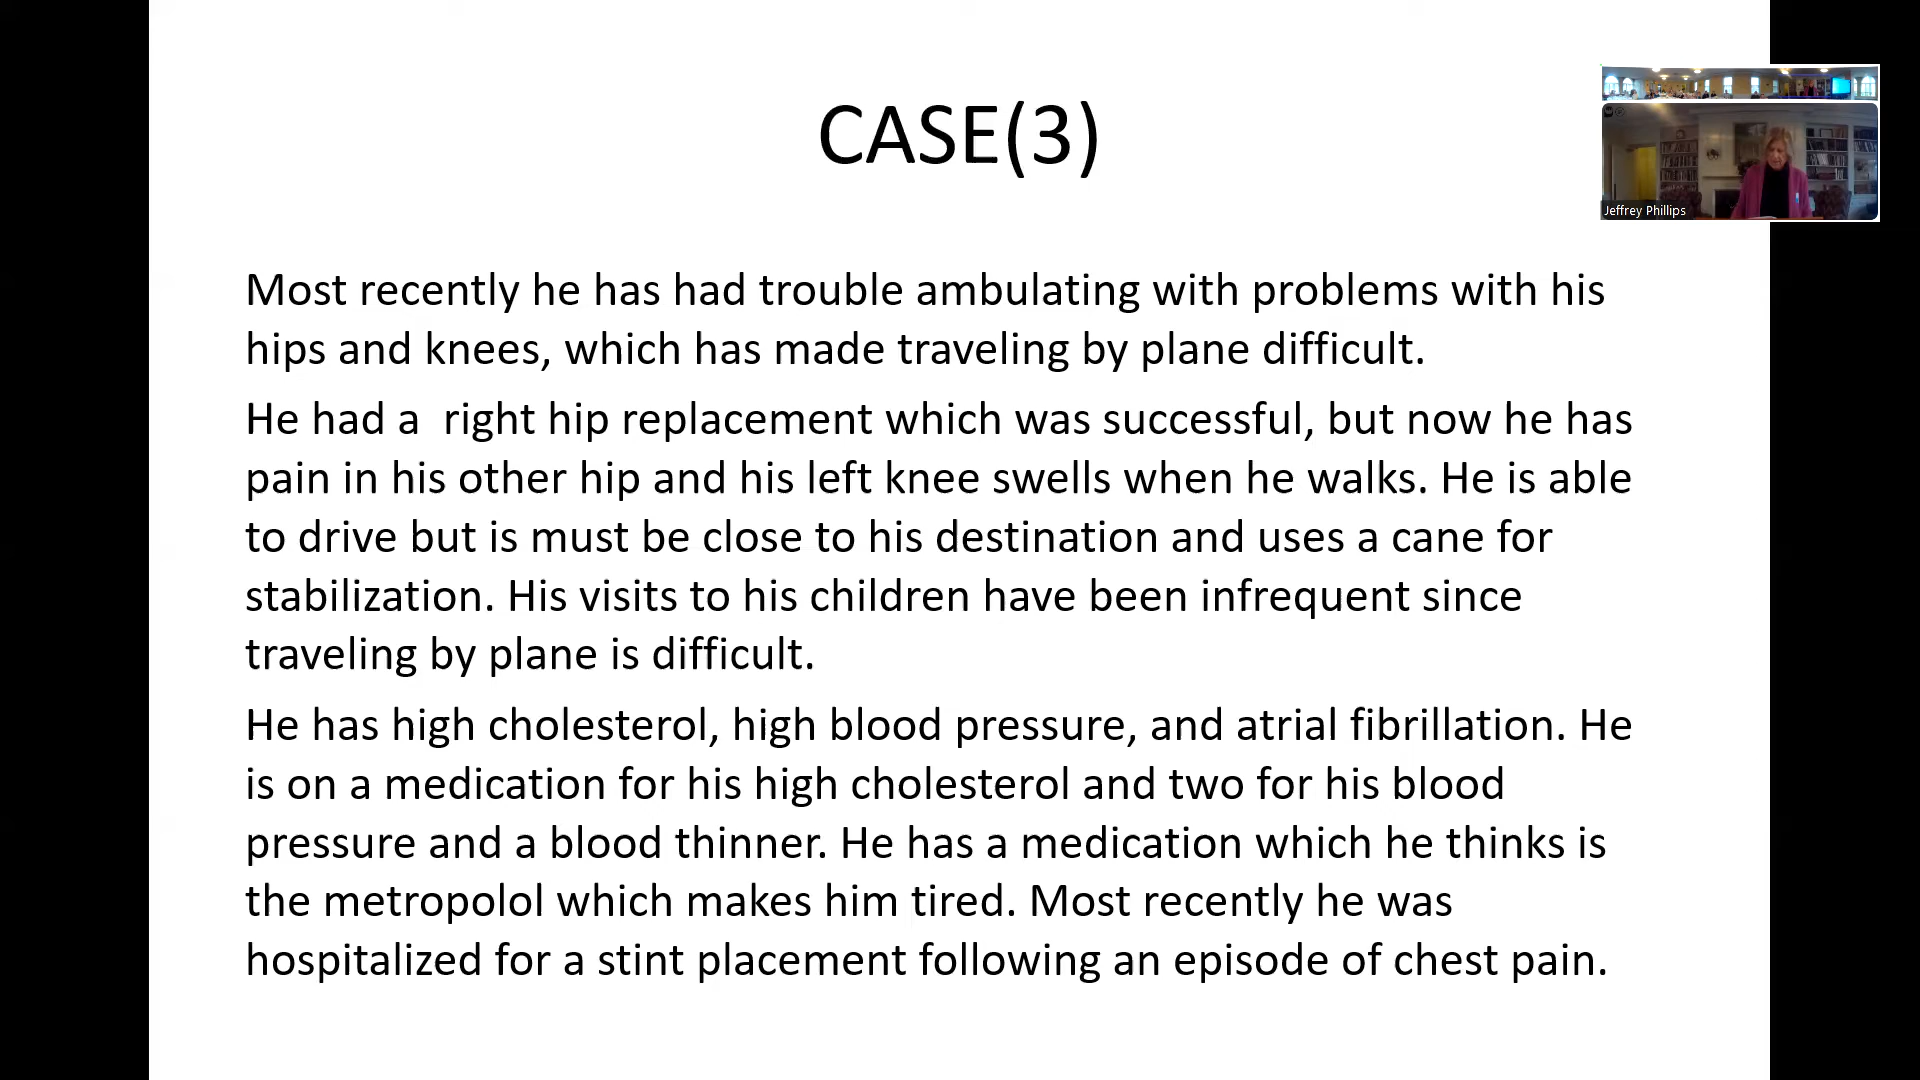 CASE(3)
Jeffrey Phillips
Most recently he has had trouble ambulating with problems with his
hips and knees, which has made traveling by plane difficult.
He had a  right hip replacement which was successful, but now he has
pain in his other hip and his left knee swells when he walks. He is able
to drive but is must be close to his destination and uses a cane for
stabilization. His visits to his children have been infrequent since
traveling by plane is difficult.
He has high cholesterol, high blood pressure, and atrial fibrillation. He
is on a medication for his high cholesterol and two for his blood
pressure and a blood thinner. He has a medication which he thinks is
the metropolol which makes him tired. Most recently he was
hospitalized for a stint placement following an episode of chest pain.